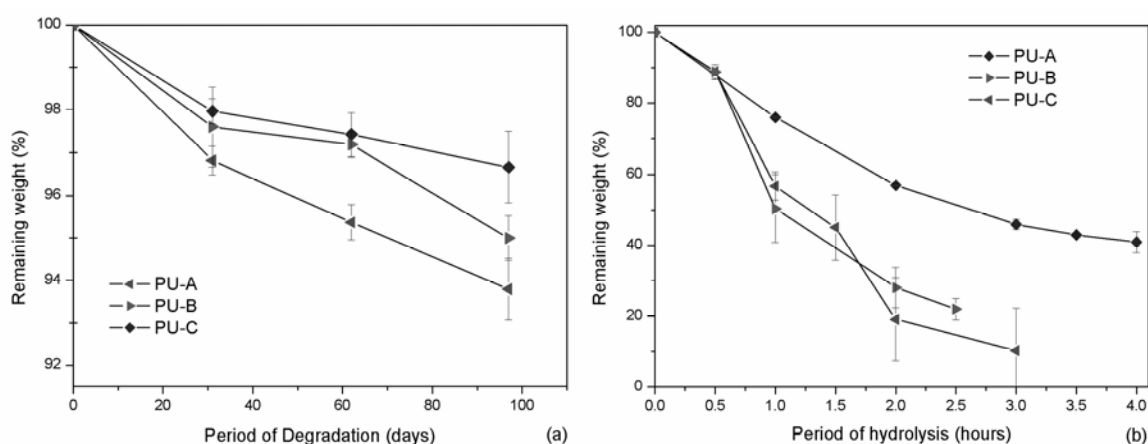 100
98
96
94
92
Remaining weight (%)
PU-A
PU-B
PU-C
0 20 40 60 80 100
Period of Degradation (days)
(a)
100
80
60
40
20
0
Remaining weight (%)
PU-A
PU-B
PU-C
0.0 0.5 1.0 1.5 2.0 2.5 3.0 3.5 4.0
Period of hydrolysis (hours)
(b)